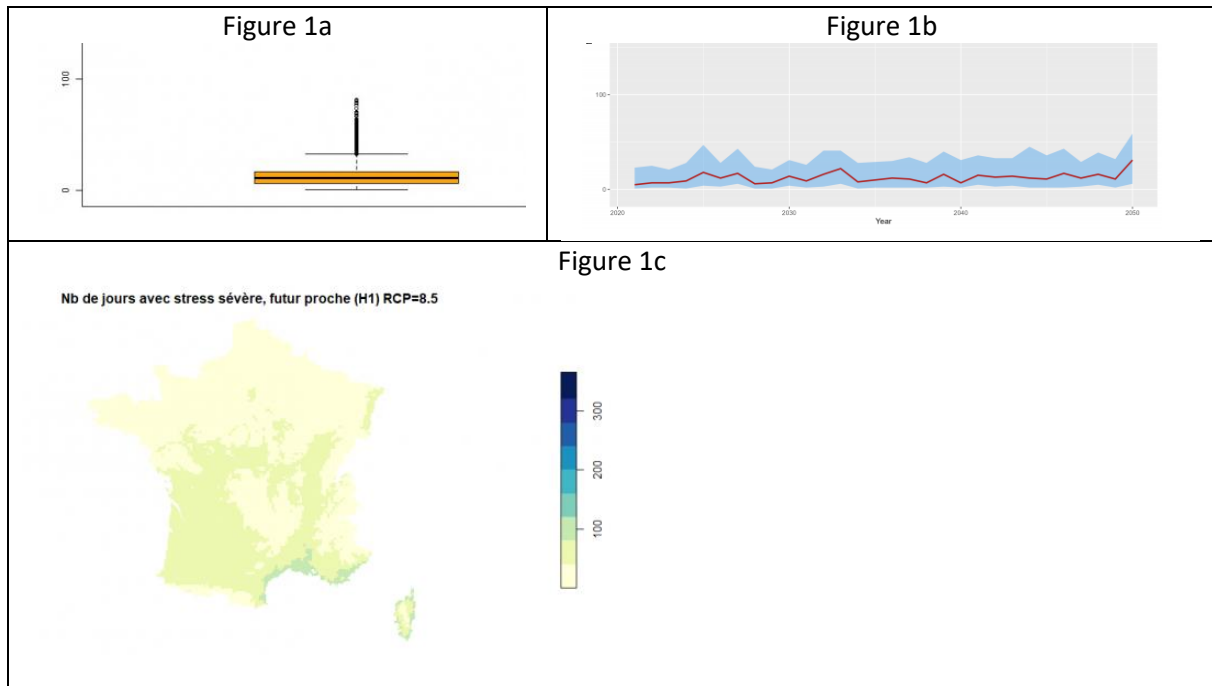 Figure 1a
100
0
Figure 1b
100
0
2020
2030
2040
2050
Year
Figure 1c
Nb de jours avec stress sévère, futur proche (H1) RCP=8.5
300
200
100